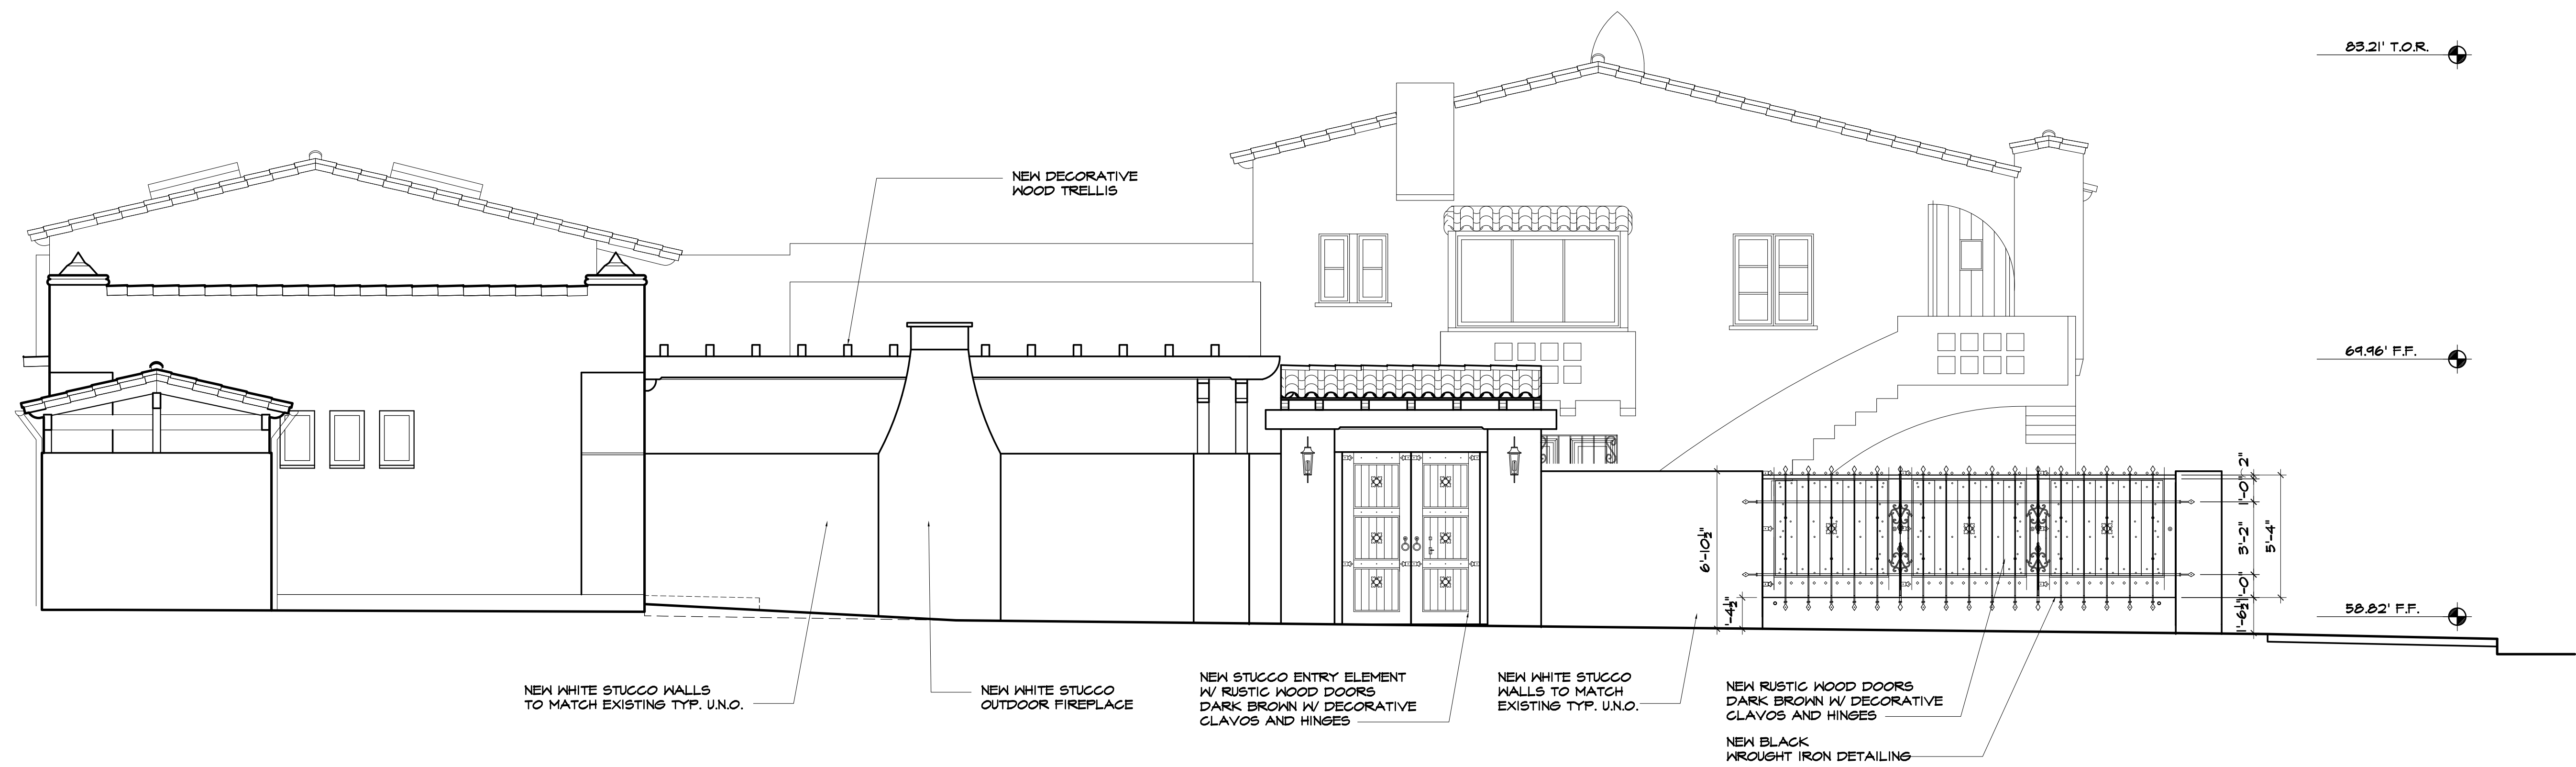 83.21' T.O.R.
NEW DECORATIVE
WOOD TRELLIS
69.96' F.F.
2"
1'-0"
3'-2"
5'-4"
1'-0"
1'-6½"
6'-10½"
'-4½"
58.82' F.F.
NEW WHITE STUCCO WALLS
TO MATCH EXISTING TYP. U.N.O.
NEW WHITE STUCCO
OUTDOOR FIREPLACE
NEW STUCCO ENTRY ELEMENT
W/ RUSTIC WOOD DOORS
DARK BROWN W/ DECORATIVE
CLAVOS AND HINGES
NEW WHITE STUCCO
WALLS TO MATCH
EXISTING TYP. U.N.O.
NEW RUSTIC WOOD DOORS
DARK BROWN W/ DECORATIVE
CLAVOS AND HINGES
NEW BLACK
WROUGHT IRON DETAILING